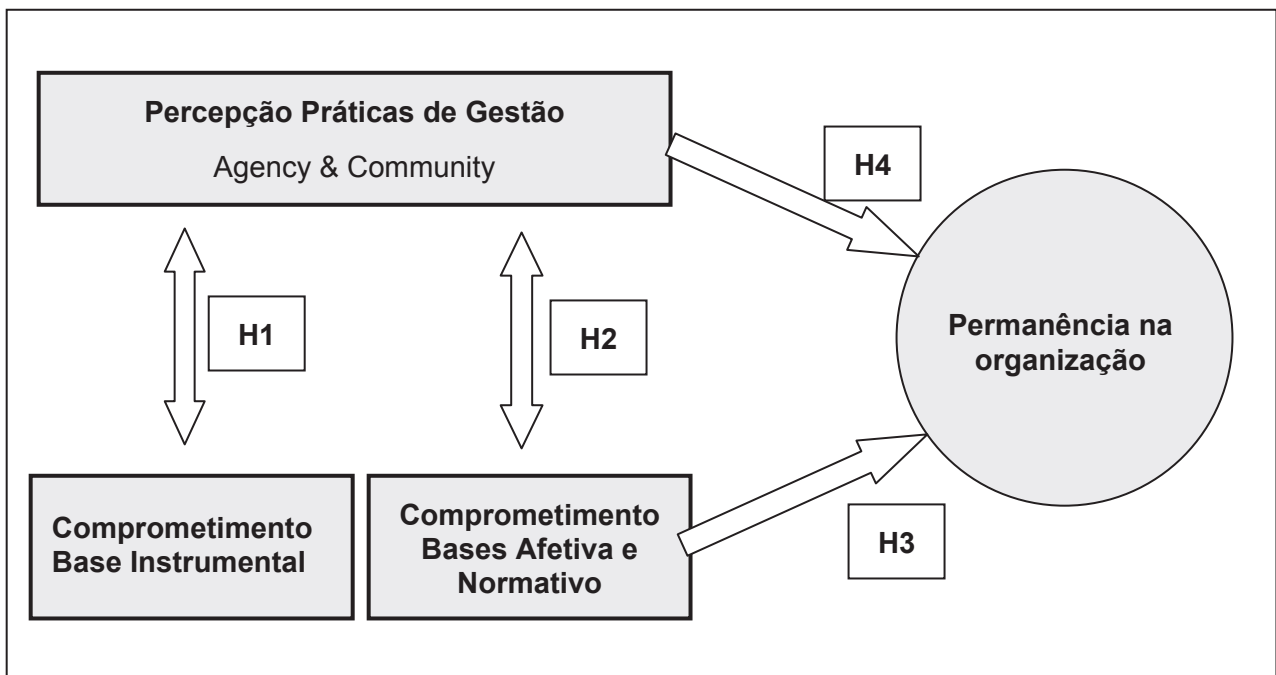 Percepção Práticas de Gestão
Agency & Community
H4
H1
H2
Permanência na
organização
Comprometimento
Base Instrumental
Comprometimento
Bases Afetiva e
Normativo
H3